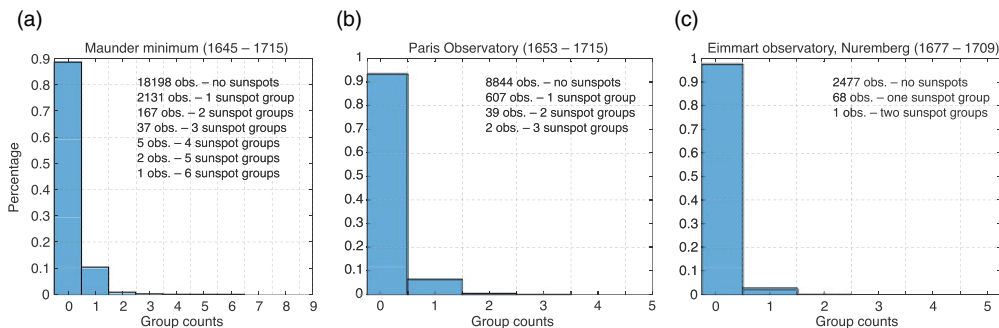 (a)
Maunder minimum (1645 – 1715)
18198 obs. – no sunspots
2131 obs. – 1 sunspot group
167 obs. – 2 sunspot groups
37 obs. – 3 sunspot groups
5 obs. – 4 sunspot groups
2 obs. – 5 sunspot groups
1 obs. – 6 sunspot groups
Percentage
0.9
0.8
0.7
0.6
0.5
0.4
0.3
0.2
0.1
0
0 1 2 3 4 5 6 7 8 9
Group counts
(b)
Paris Observatory (1653 – 1715)
8844 obs. – no sunspots
607 obs. – 1 sunspot group
39 obs. – 2 sunspot groups
2 obs. – 3 sunspot groups
1
0.9
0.8
0.7
0.6
0.5
0.4
0.3
0.2
0.1
0
0 1 2 3 4 5
Group counts
(c)
Eimmart observatory, Nuremberg (1677 – 1709)
2477 obs. – no sunspots
68 obs. – one sunspot group
1 obs. – two sunspot groups
1
0.9
0.8
0.7
0.6
0.5
0.4
0.3
0.2
0.1
0
0 1 2 3 4 5
Group counts